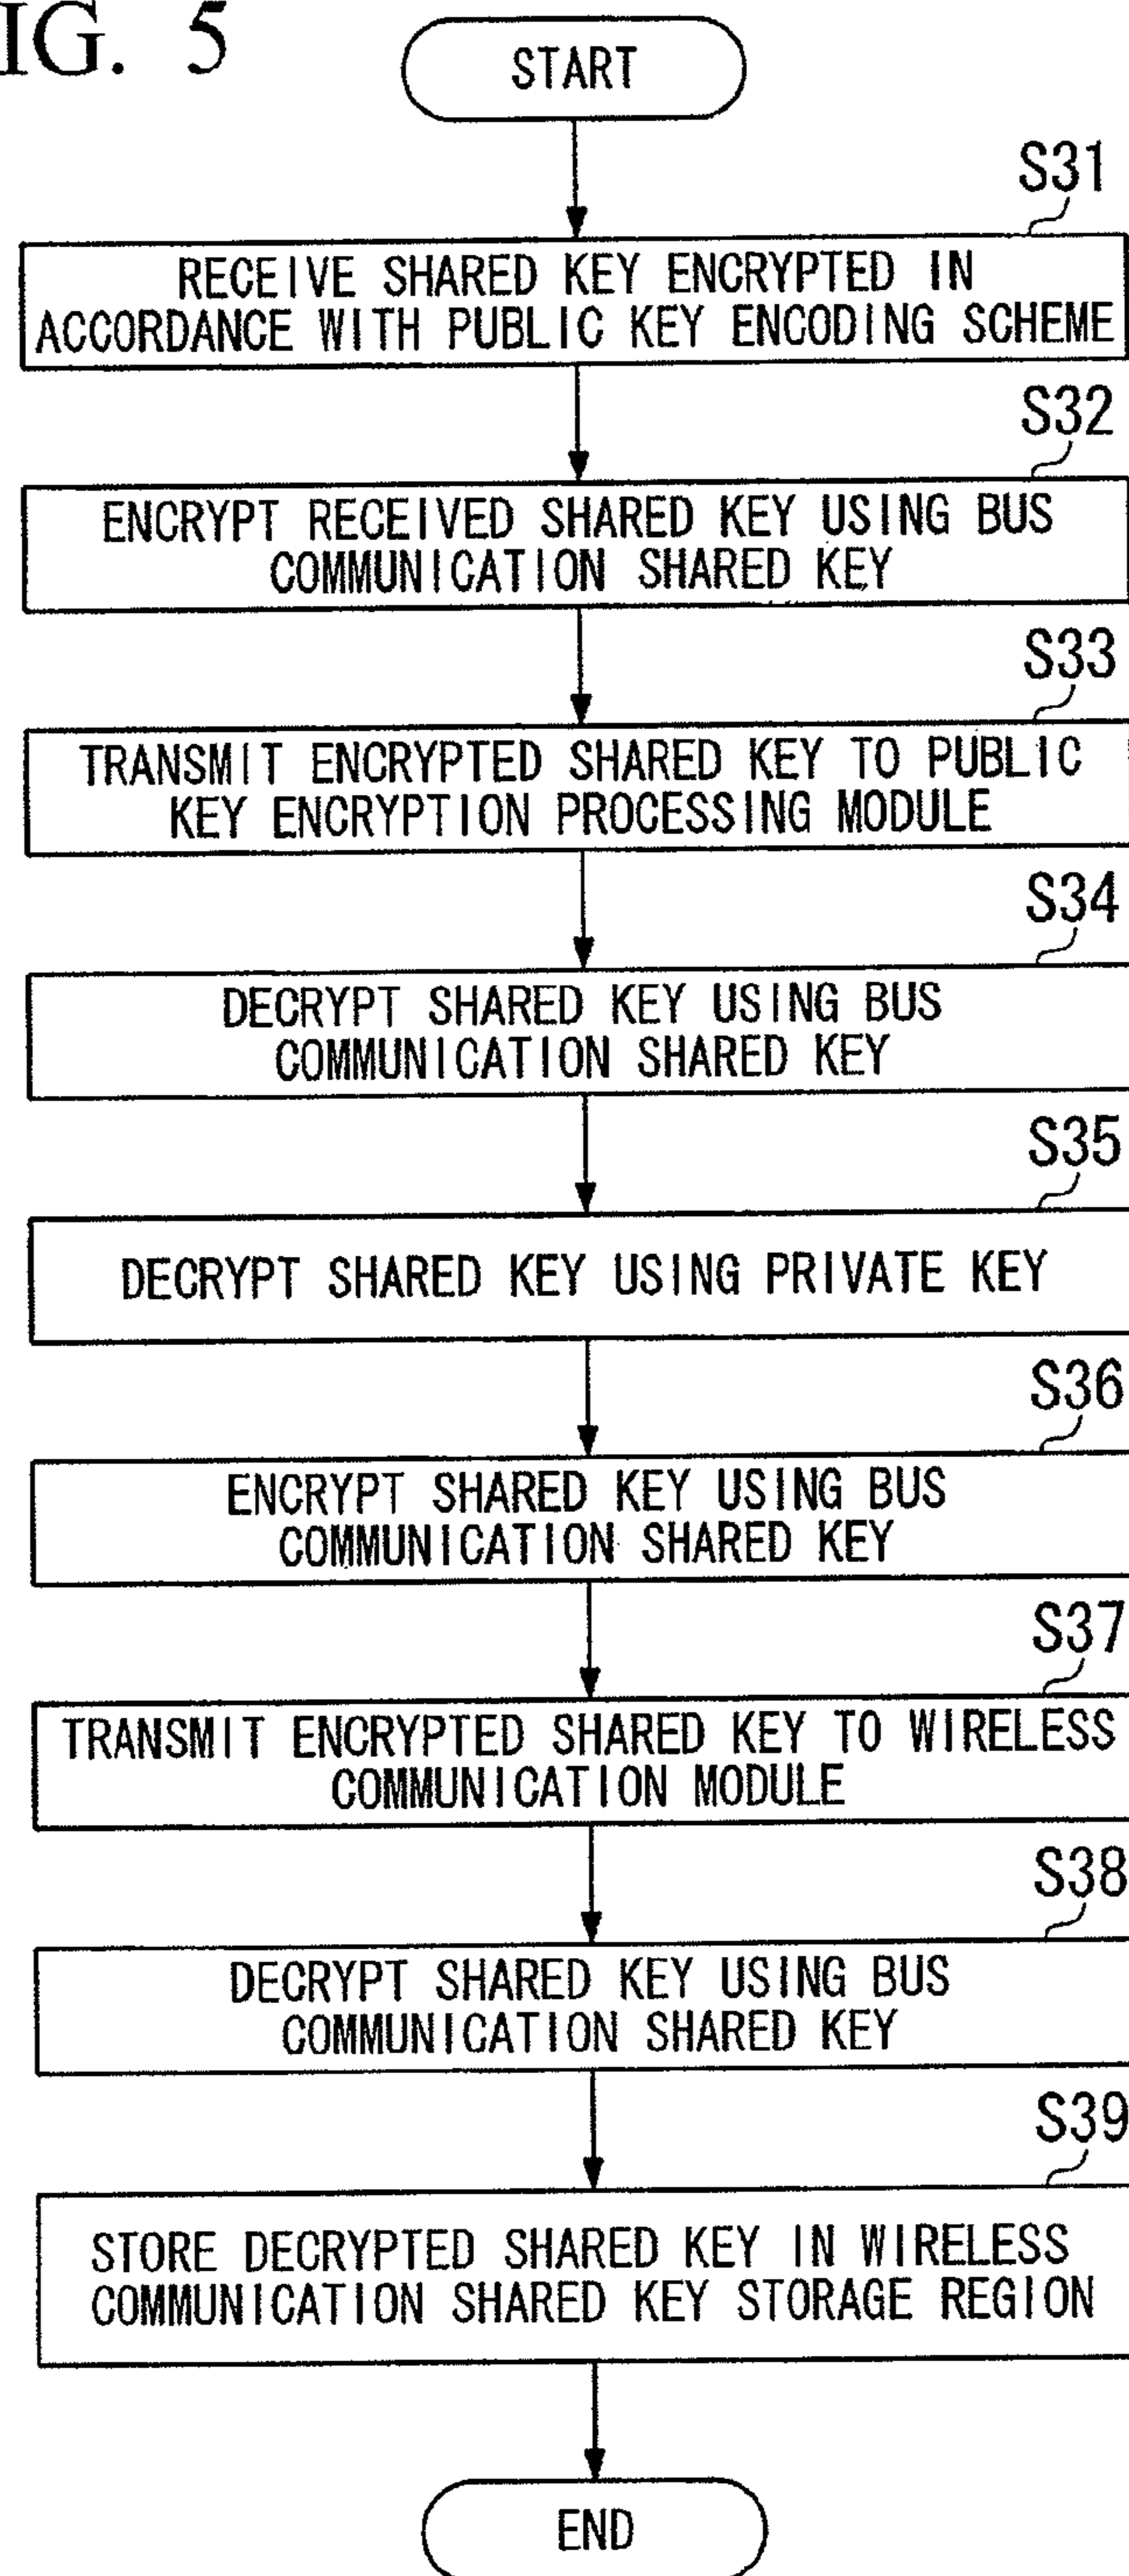 IG. 5
START
S31
RECEIVE SHARED KEY ENCRYPTED IN
ACCORDANCE WITH PUBLIC KEY ENCODING SCHEME
S32
ENCRYPT RECEIVED SHARED KEY USING BUS
COMMUNICATION SHARED KEY
S33
TRANSMIT ENCRYPTED SHARED KEY TO PUBLIC
KEY ENCRYPTION PROCESSING MODULE
S34
DECRYPT SHARED KEY USING BUS
COMMUNICATION SHARED KEY
S35
DECRYPT SHARED KEY USING PRIVATE KEY
S36
ENCRYPT SHARED KEY USING BUS
COMMUNICATION SHARED KEY
S37
TRANSMIT ENCRYPTED SHARED KEY TO WIRELESS
COMMUNICATION MODULE
S38
DECRYPT SHARED KEY USING BUS
COMMUNICATION SHARED KEY
S39
STORE DECRYPTED SHARED KEY IN WIRELESS
COMMUNICATION SHARED KEY STORAGE REGION
END